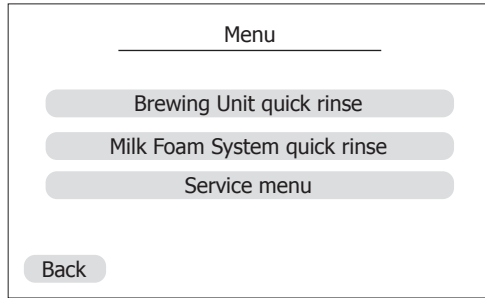 Menu
Brewing Unit quick rinse
Milk Foam System quick rinse
Service menu
Back